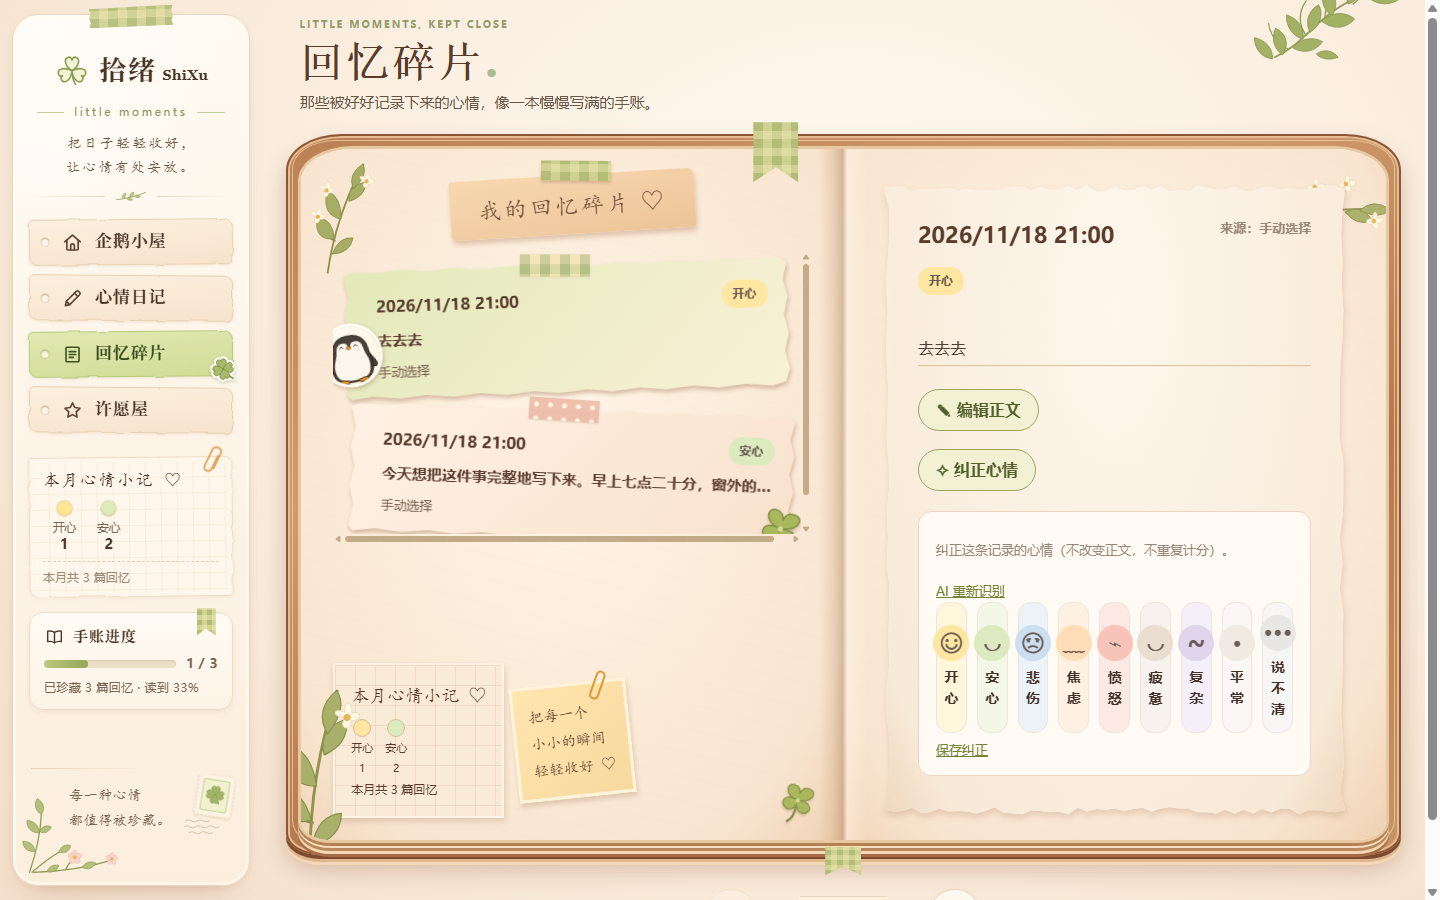 拾绪 ShiXu
little moments
把日子轻轻收好，
让心情有处安放。
企鹅小屋
心情日记
回忆碎片
许愿屋
本月心情小记 ♡
开心 安心
1 2
本月共 3 篇回忆
手账进度
1 / 3
已珍藏 3 篇回忆 · 读到 33%
每一种心情
都值得被珍藏。
LITTLE MOMENTS, KEPT CLOSE
回忆碎片
那些被好好记录下来的心情，像一本慢慢写满的手账。
我的回忆碎片 ♡
2026/11/18 21:00
开心
去去去
手动选择
2026/11/18 21:00
安心
今天想把这件事完整地写下来。早上七点二十分，窗外的...
手动选择
本月心情小记 ♡
开心 安心
1 2
本月共 3 篇回忆
把每一个
小小的瞬间
轻轻收好 ♡
2026/11/18 21:00
来源：手动选择
开心
去去去
编辑正文
纠正心情
纠正这条记录的心情（不改变正文，不重复计分）。
AI 重新识别
开心 安心 悲伤 焦虑 愤怒 疲惫 复杂 平常 说不清
保存纠正